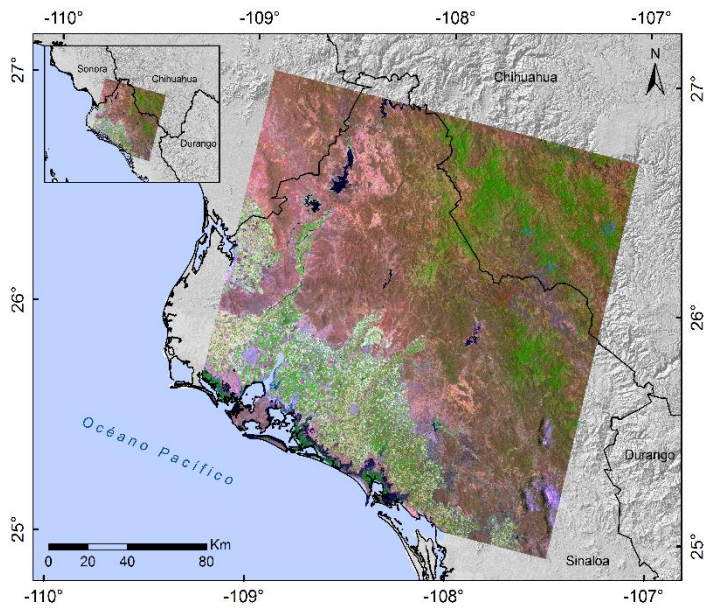 -110° -109° -108° -107°
27° 27°
N
Sonora
Chihuahua
Chihuahua
Durango
26° 26°
Océano Pacífico
Durango
25° 25°
Km
0 20 40 80
Sinaloa
-110° -109° -108° -107°